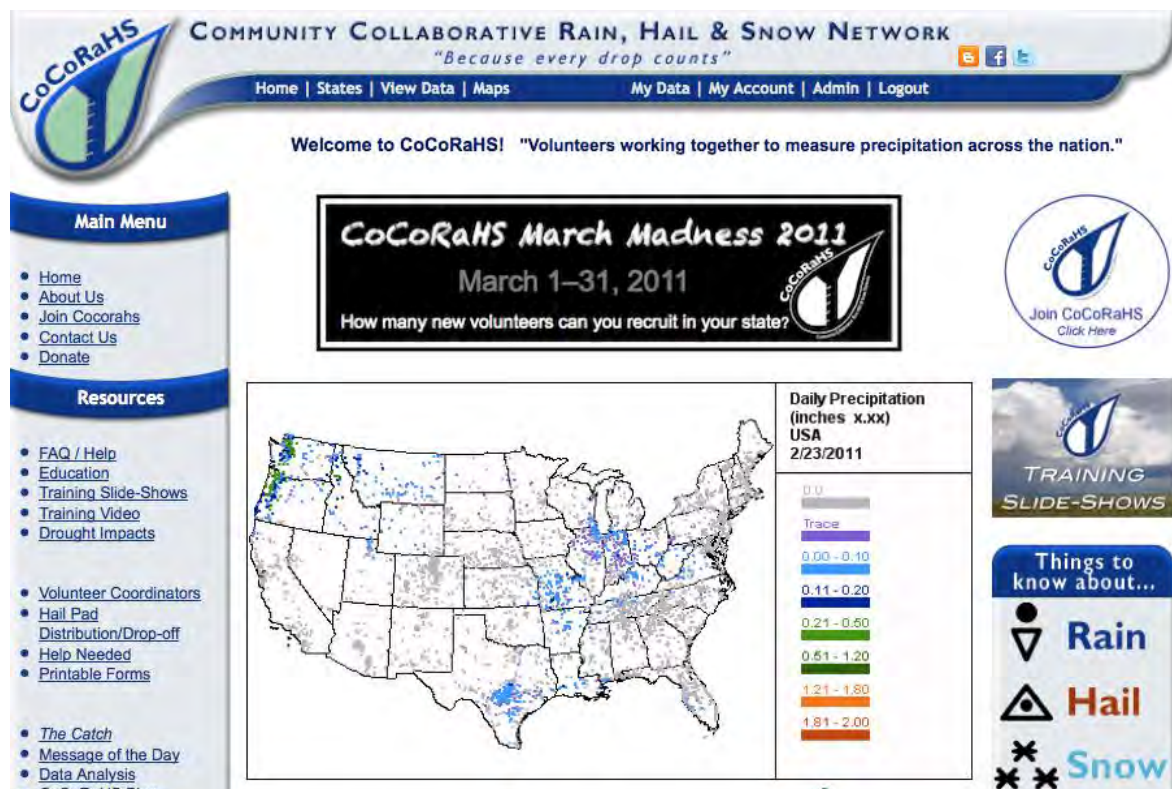 CoCoRaHS
COMMUNITY COLLABORATIVE RAIN, HAIL & SNOW NETWORK
"Because every drop counts"
Home | States | View Data | Maps
My Data | My Account | Admin | Logout
Welcome to CoCoRaHS! "Volunteers working together to measure precipitation across the nation."
Main Menu
Home
About Us
Join Cocorahs
Contact Us
Donate
Resources
FAQ / Help
Education
Training Slide-Shows
Training Video
Drought Impacts
Volunteer Coordinators
Hail Pad
Distribution/Drop-off
Help Needed
Printable Forms
The Catch
Message of the Day
Data Analysis
CoCoRaHS March Madness 2011
March 1–31, 2011
How many new volunteers can you recruit in your state?
CoCoRaHS
Daily Precipitation
(inches x.xx)
USA
2/23/2011
0.0
Trace
0.00 - 0.10
0.11 - 0.20
0.21 - 0.50
0.51 - 1.20
1.21 - 1.80
1.81 - 2.00
CoCoRaHS
Join CoCoRaHS
Click Here
CoCoRaHS
TRAINING
SLIDE-SHOWS
Things to
know about...
Rain
Hail
Snow